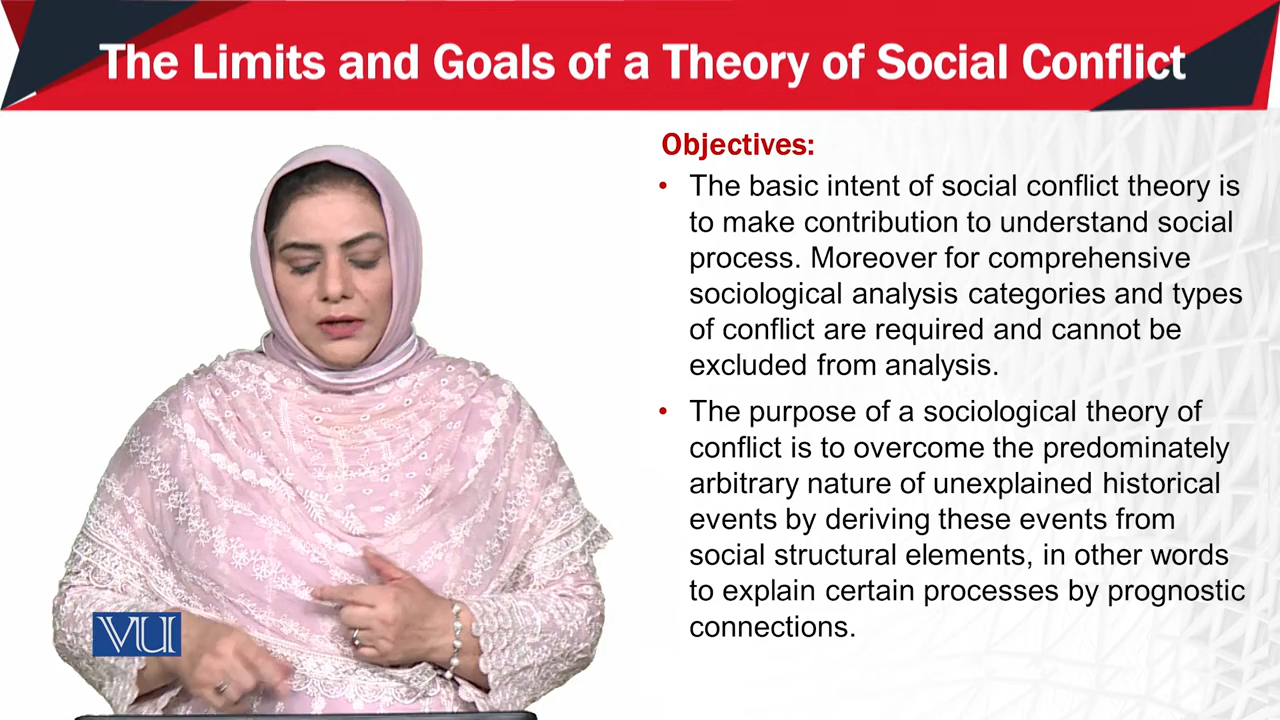 The Limits and Goals of a Theory of Social Conflict
Objectives:
• The basic intent of social conflict theory is
to make contribution to understand social
process. Moreover for comprehensive
sociological analysis categories and types
of conflict are required and cannot be
excluded from analysis.
• The purpose of a sociological theory of
conflict is to overcome the predominately
arbitrary nature of unexplained historical
events by deriving these events from
social structural elements, in other words
to explain certain processes by prognostic
connections.
VU